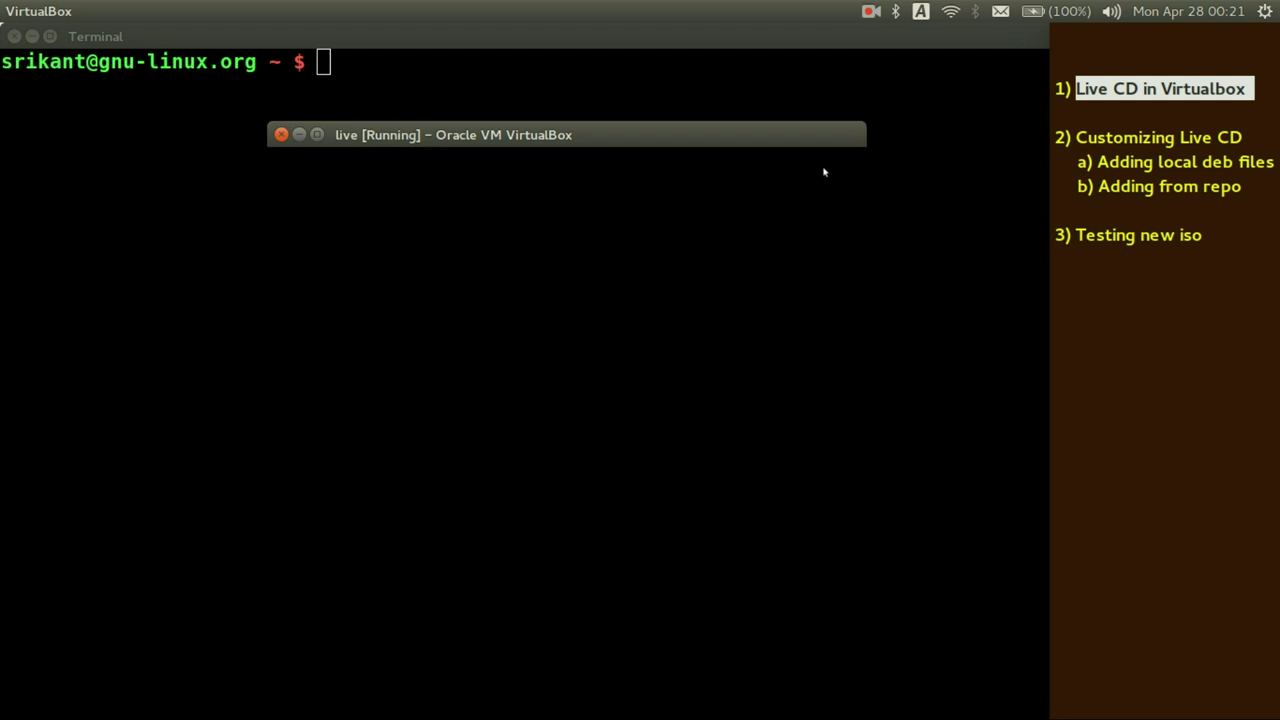 VirtualBox
A
(100%)
Mon Apr 28 00:21
Terminal
srikant@gnu-linux.org ~ $
live [Running] – Oracle VM VirtualBox
1) Live CD in Virtualbox
2) Customizing Live CD
a) Adding local deb files
b) Adding from repo
3) Testing new iso